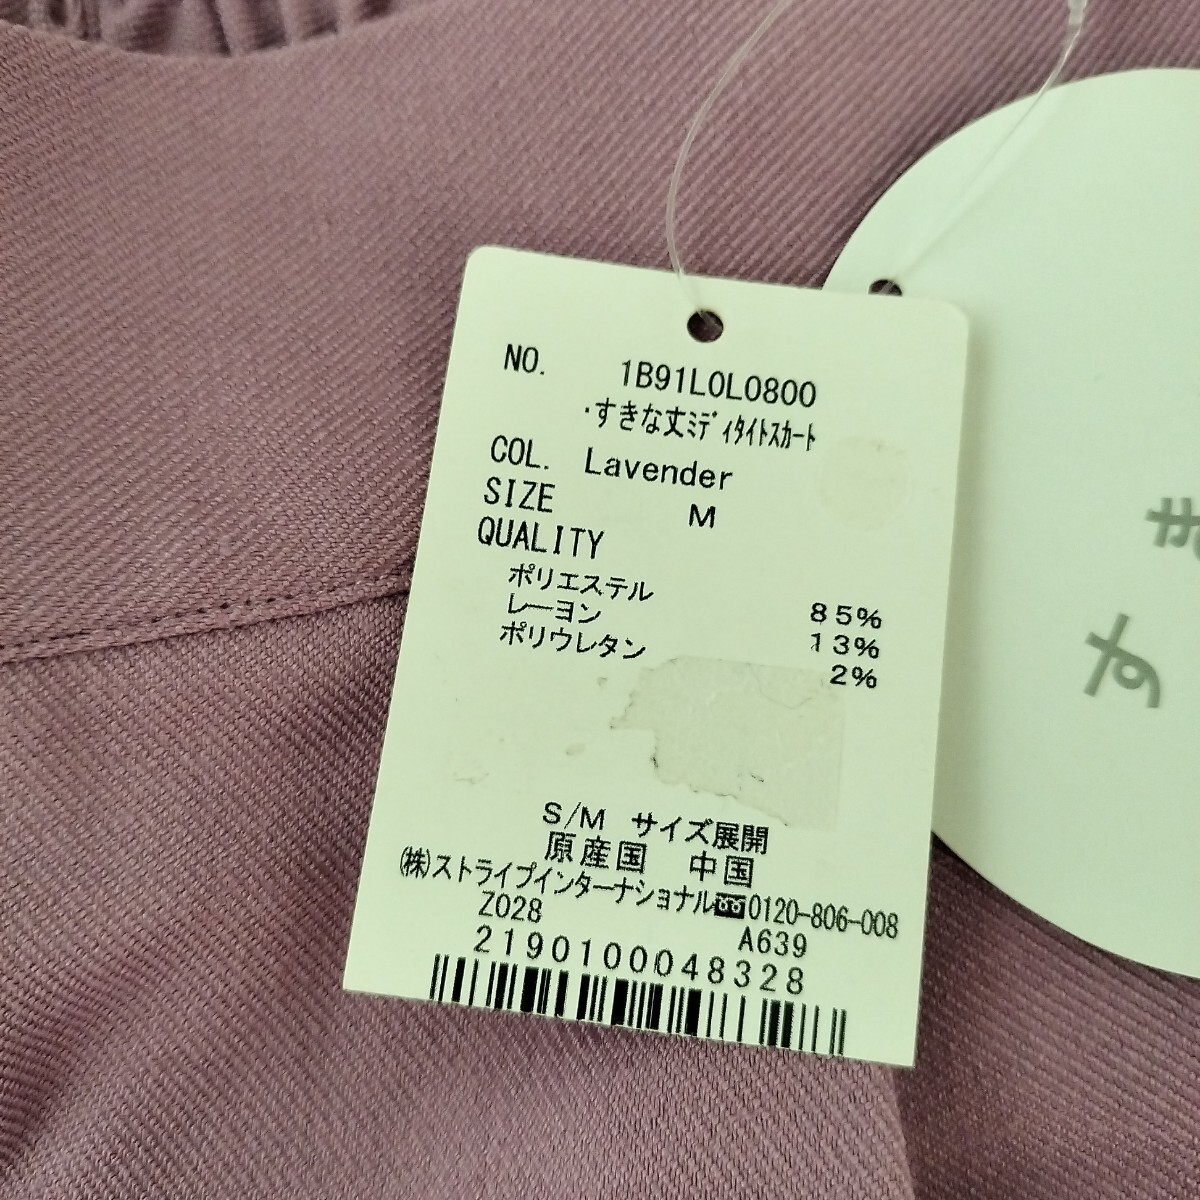 NO. 1B91L0L0800
・すきな丈ﾐﾃﾞｨﾀｲﾄｽｶｰﾄ
COL. Lavender
SIZE M
QUALITY
ポリエステル 85%
レーヨン 13%
ポリウレタン 2%
S/M サイズ展開
原産国 中国
(株)ストライプインターナショナル☎0120-806-008
Z028 A639
2190100048328
すき